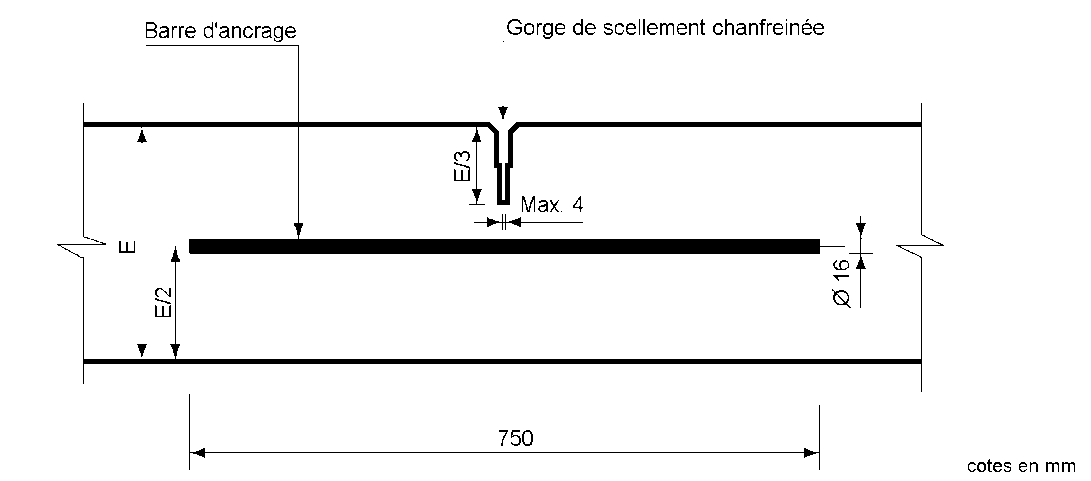 Barre d'ancrage
Gorge de scellement chanfreinée
E/3
Max. 4
E
E/2
Ø 16
750
cotes en mm